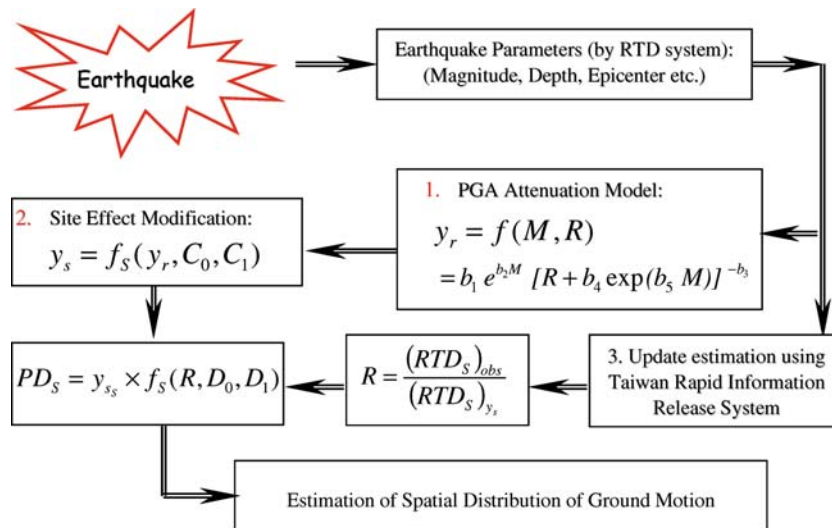 Earthquake
Earthquake Parameters (by RTD system):
(Magnitude, Depth, Epicenter etc.)
1. PGA Attenuation Model:
y_r = f(M, R)
= b_1 e^{b_2 M} [R + b_4 exp(b_5 M)]^{-b_3}
2. Site Effect Modification:
y_s = f_S(y_r, C_0, C_1)
3. Update estimation using
Taiwan Rapid Information
Release System
R = (RTD_S)_{obs} / (RTD_S)_{y_s}
PD_S = y_{s_S} × f_S(R, D_0, D_1)
Estimation of Spatial Distribution of Ground Motion